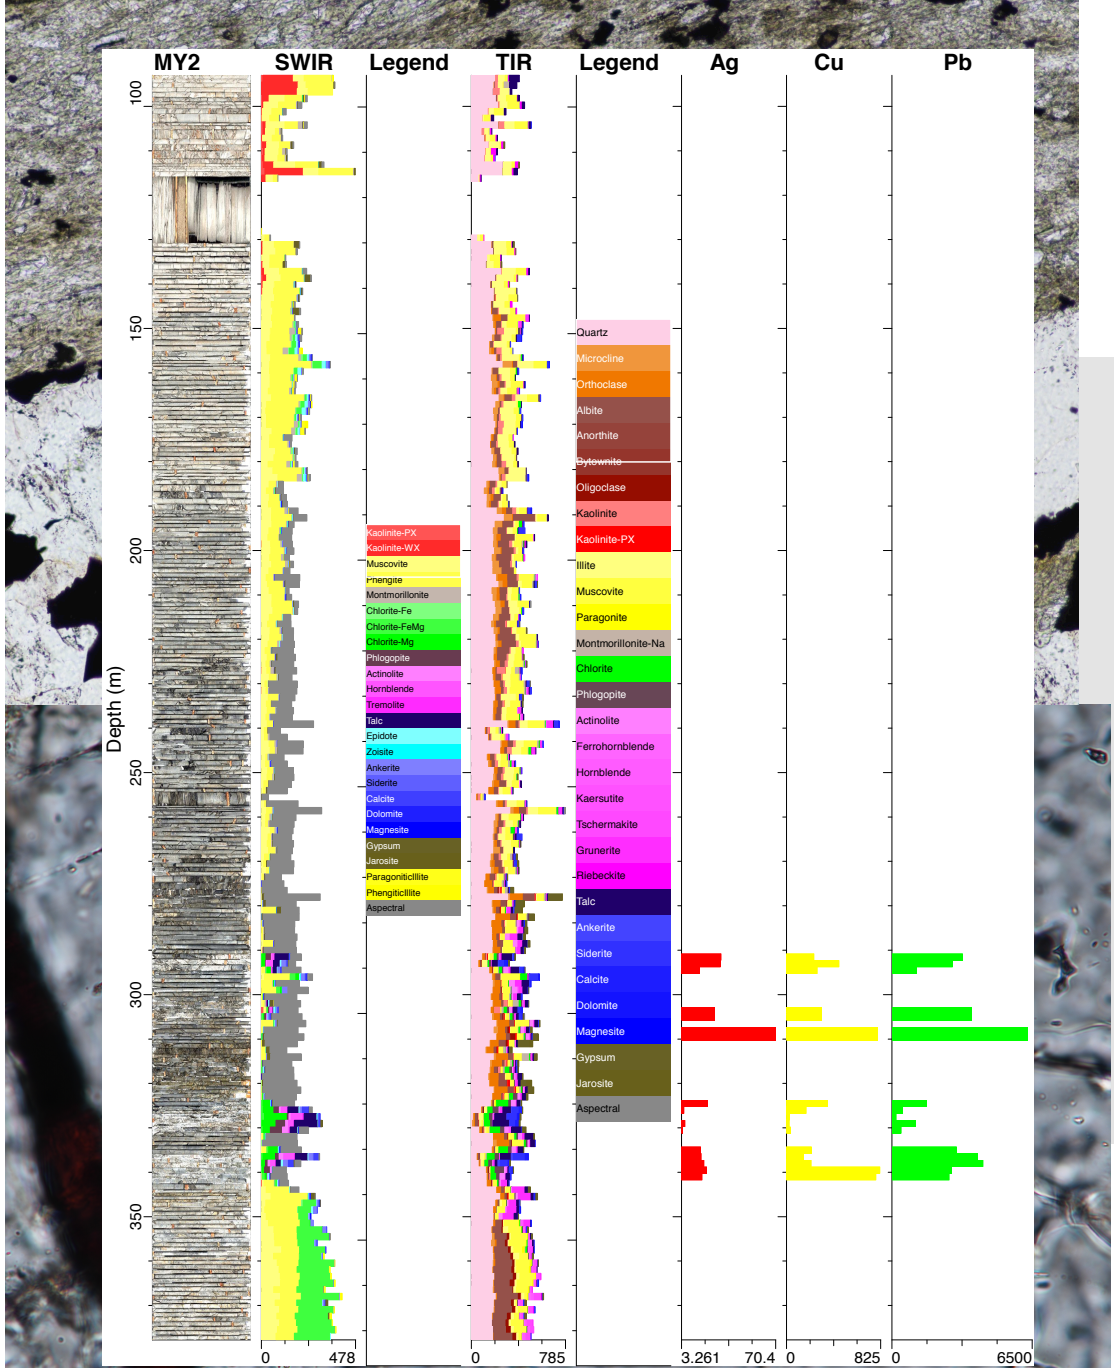 MY2 SWIR Legend TIR Legend Ag Cu Pb
Depth (m)
100
150
200
250
300
350
Kaolinite-PX
Kaolinite-WX
Muscovite
Phengite
Montmorillonite
Chlorite-Fe
Chlorite-FeMg
Chlorite-Mg
Phlogopite
Actinolite
Hornblende
Tremolite
Talc
Epidote
Zoisite
Ankerite
Siderite
Calcite
Dolomite
Magnesite
Gypsum
Jarosite
ParagoniticIllite
PhengiticIllite
Aspectral
Quartz
Microcline
Orthoclase
Albite
Anorthite
Bytownite
Oligoclase
Kaolinite
Kaolinite-PX
Illite
Muscovite
Paragonite
Montmorillonite-Na
Chlorite
Phlogopite
Actinolite
Ferrohornblende
Hornblende
Kaersutite
Tschermakite
Grunerite
Riebeckite
Talc
Ankerite
Siderite
Calcite
Dolomite
Magnesite
Gypsum
Jarosite
Aspectral
0 478 0 785 3.261 70.4 0 825 0 6500